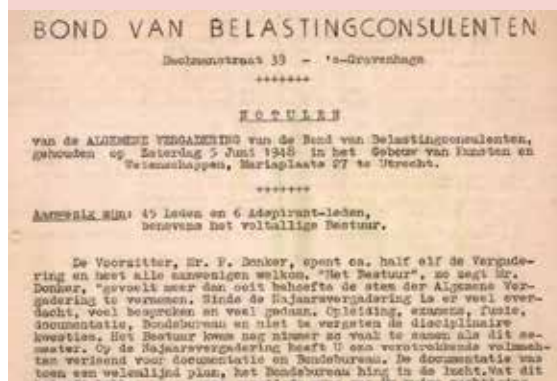 BOND VAN BELASTINGCONSULENTEN
Dachmanstraat 39 - 's-Gravenhage
+++++++
NOTULEN
van de ALGEMENE VERGADERING van de Bond van Belastingconsulenten,
gehouden op Zaterdag 5 Juni 1948 in het Gebouw van Kunsten en
Wetenschappen, Mariaplaats 27 te Utrecht.
+++++++
Aanwezig zijn: 45 leden en 6 Adspirant-leden,
benevens het voltallige Bestuur.
De Voorzitter, Mr. P. Donker, opent ca. half elf de Vergade-
ring en heet alle aanwezigen welkom. "Het Bestuur", zo zegt Mr.
Donker, "gevoelt meer dan ooit behoefte de stem der Algemene Ver-
gadering te vernemen. Sinds de Najaarsvergadering is er veel over-
dacht, veel besproken en veel gedaan. Opleiding, examens, fusie,
documentatie, Bondsbureau en niet te vergeten de disciplinaire
kwesties. Het Bestuur kwam nog nimmer zo vaak te samen als dit se-
mester. Op de Najaarsvergadering heeft U ons verstrekkende volmach-
ten verleend voor documentatie en Bondsbureau. De documentatie was
toen een welomlijnd plan, het Bondsbureau hing in de lucht. Wat dit